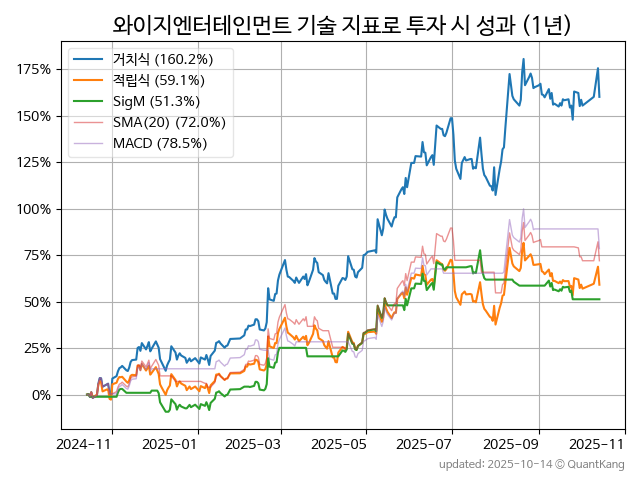 와이지엔터테인먼트 기술 지표로 투자 시 성과 (1년)
거치식 (160.2%)
적립식 (59.1%)
SigM (51.3%)
SMA(20) (72.0%)
MACD (78.5%)
175%
150%
125%
100%
75%
50%
25%
0%
2024-11 2025-01 2025-03 2025-05 2025-07 2025-09 2025-11
updated: 2025-10-14 © QuantKang